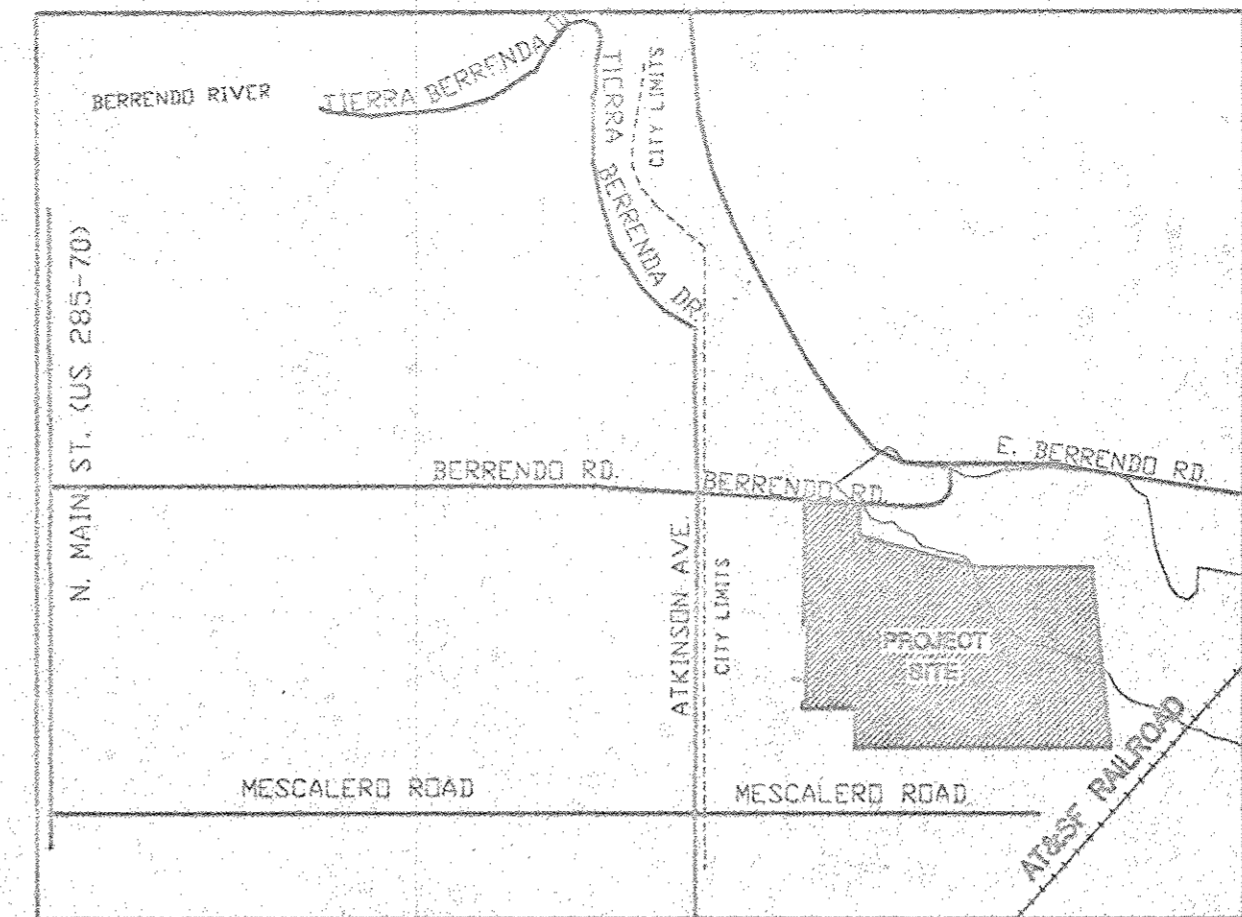 TIERRA BERRENDA D
BERRENDO RIVER
TIERRA BERRENDA DR.
CITY LIMITS
N. MAIN ST. (US 285-70)
BERRENDO RD.
BERRENDO RD.
E. BERRENDO RD.
ATKINSON AVE.
CITY LIMITS
PROJECT
SITE
MESCALERO ROAD
MESCALERO ROAD
AT&SF RAILROAD